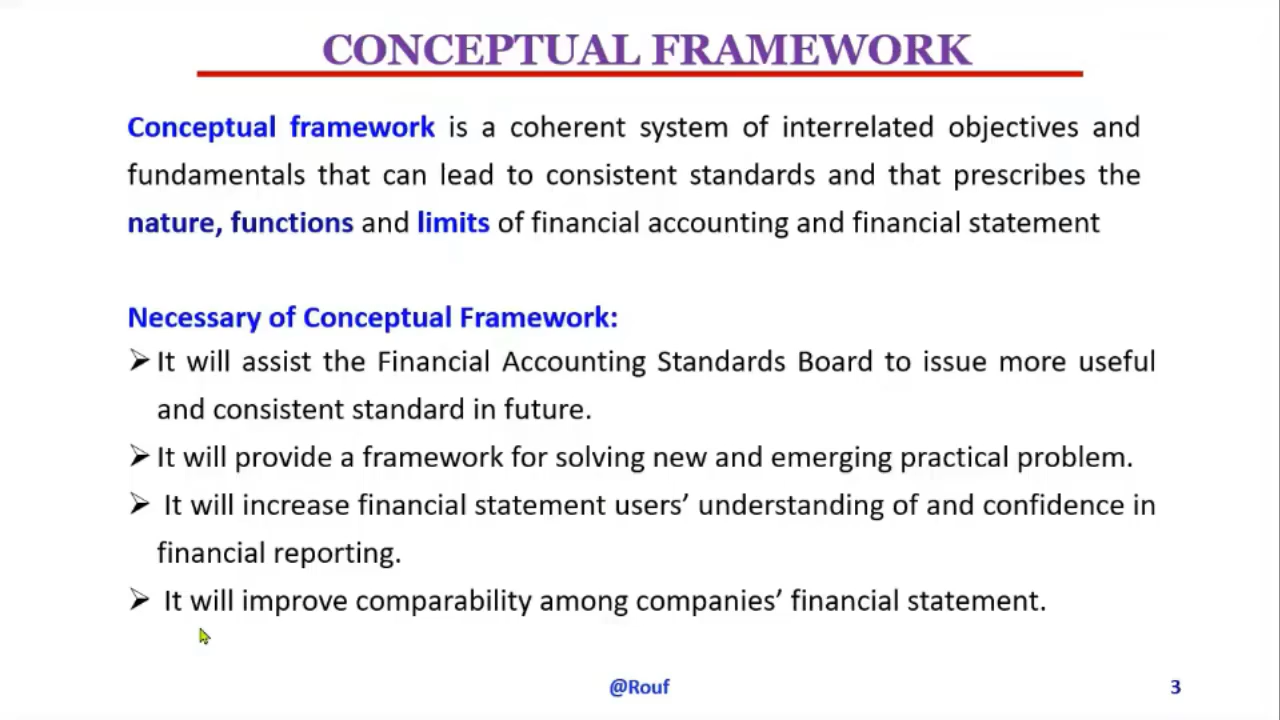 CONCEPTUAL FRAMEWORK
Conceptual framework is a coherent system of interrelated objectives and
fundamentals that can lead to consistent standards and that prescribes the
nature, functions and limits of financial accounting and financial statement
Necessary of Conceptual Framework:
➢ It will assist the Financial Accounting Standards Board to issue more useful
and consistent standard in future.
➢ It will provide a framework for solving new and emerging practical problem.
➢ It will increase financial statement users’ understanding of and confidence in
financial reporting.
➢ It will improve comparability among companies’ financial statement.
@Rouf
3